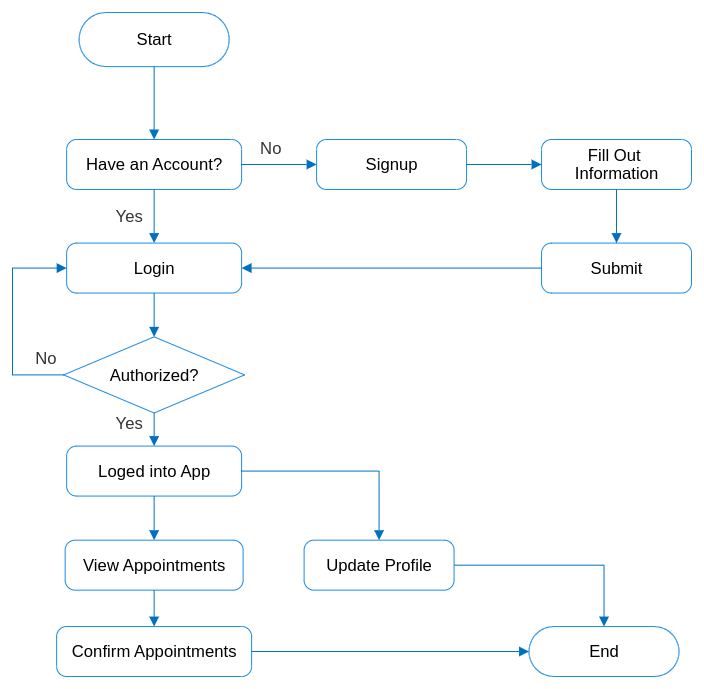 Start
Have an Account?
No
Signup
Fill Out
Information
Yes
Login
Submit
No
Authorized?
Yes
Loged into App
View Appointments
Update Profile
Confirm Appointments
End